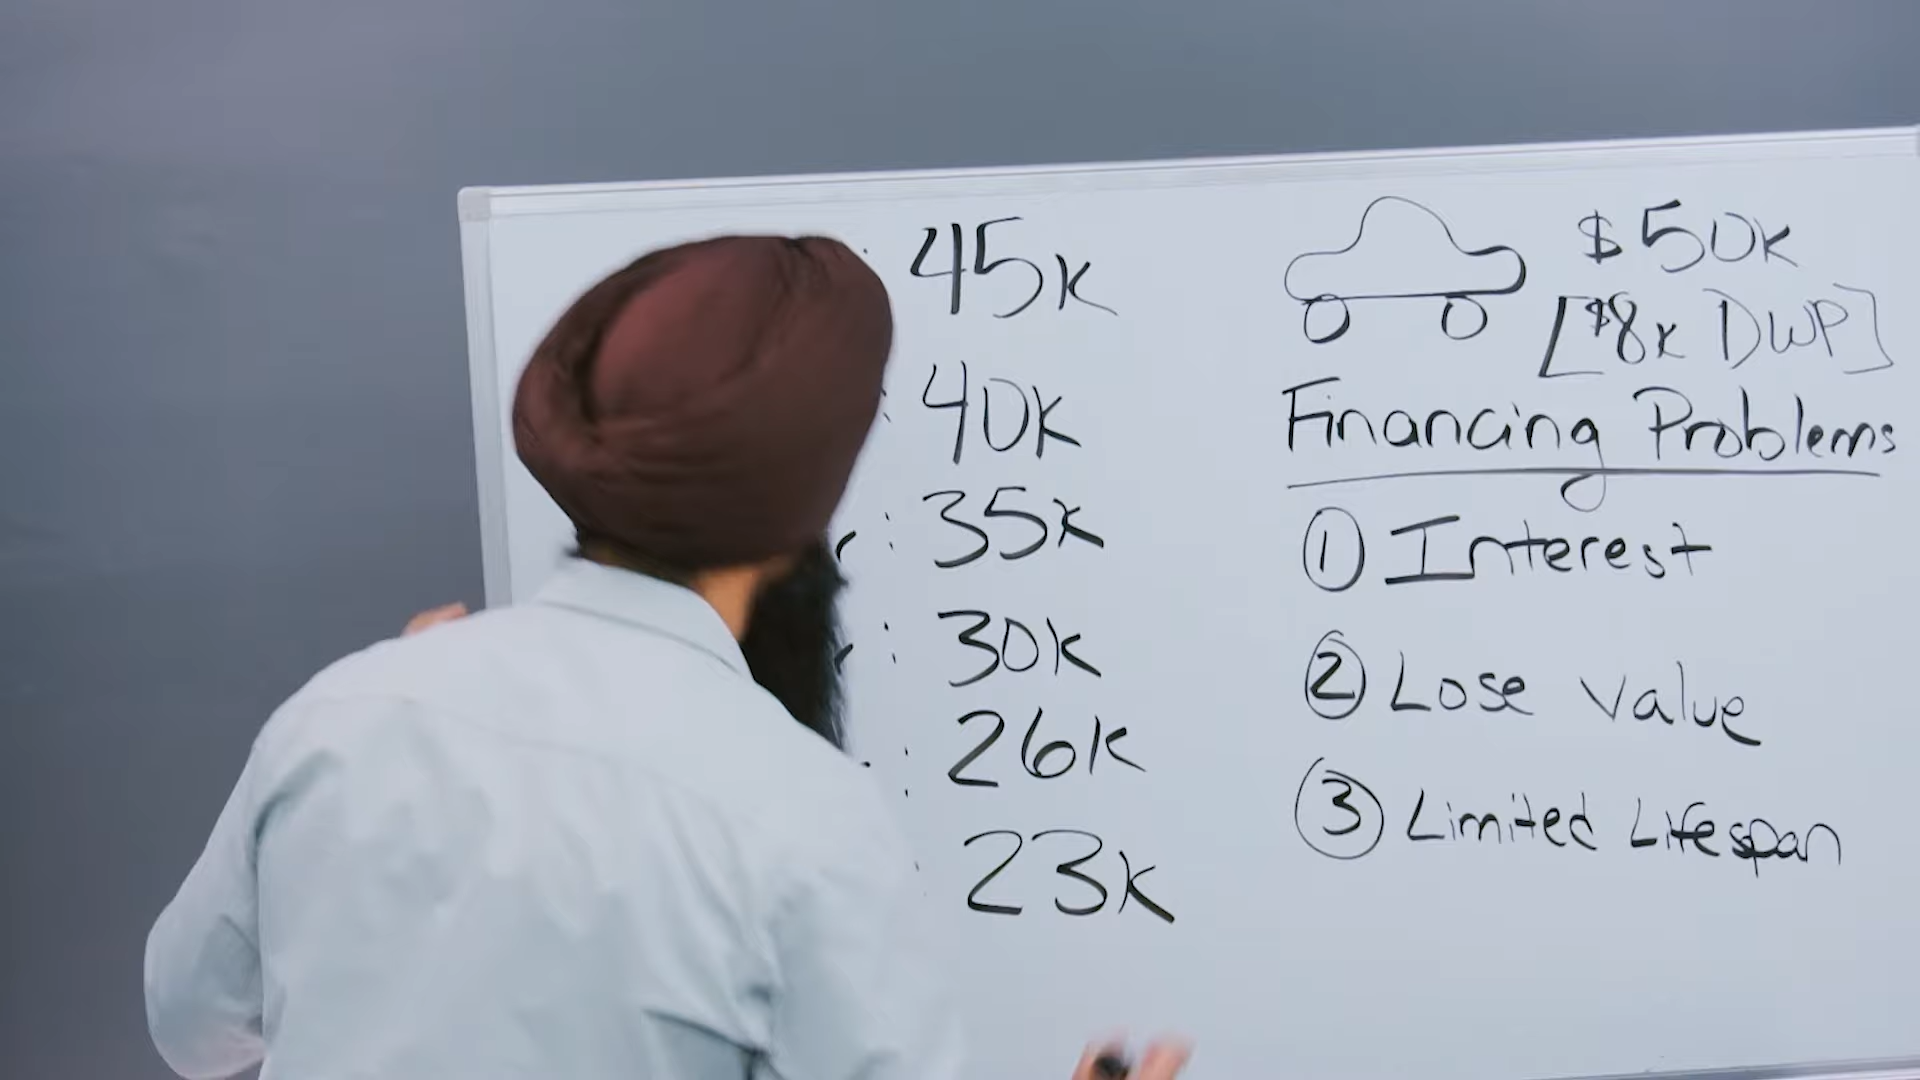 : 45k
: 40k
r : 35k
r : 30k
: 26k
: 23k
$50k
[$8k DWP]
Financing Problems
① Interest
② Lose Value
③ Limited Lifespan